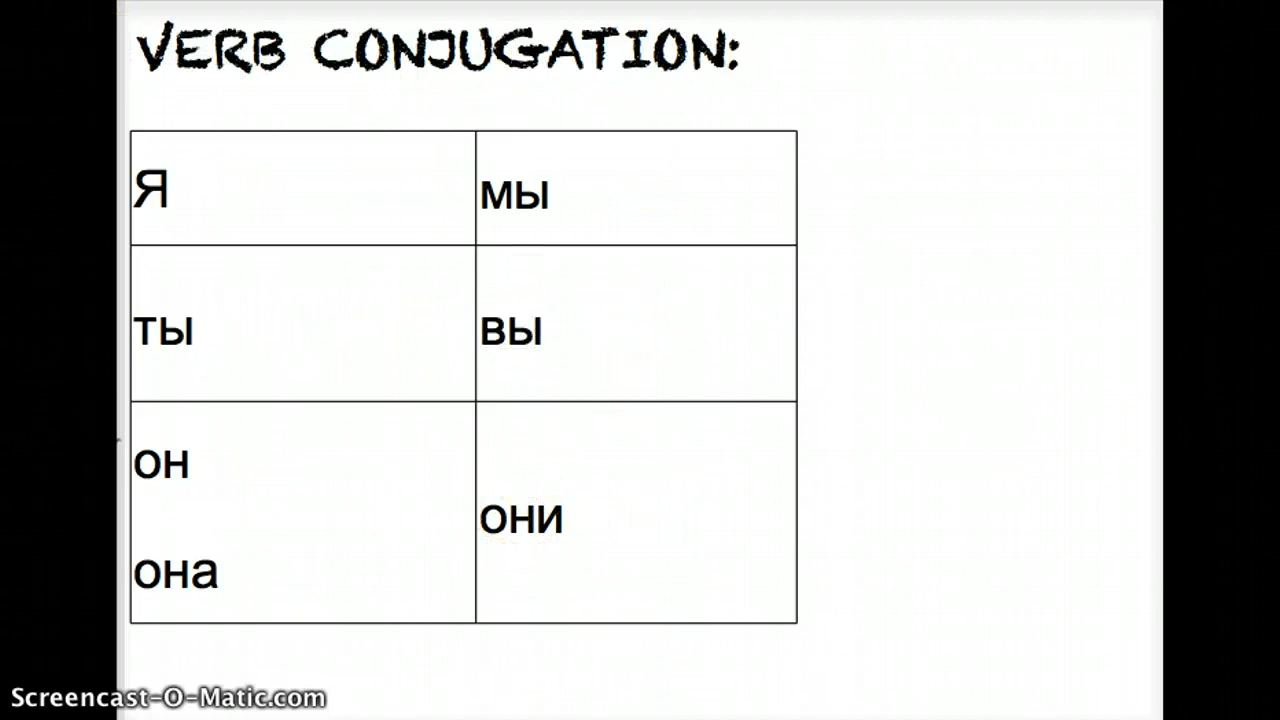 VERB CONJUGATION:
Я
мы
ты
вы
он
она
они
Screencast-O-Matic.com